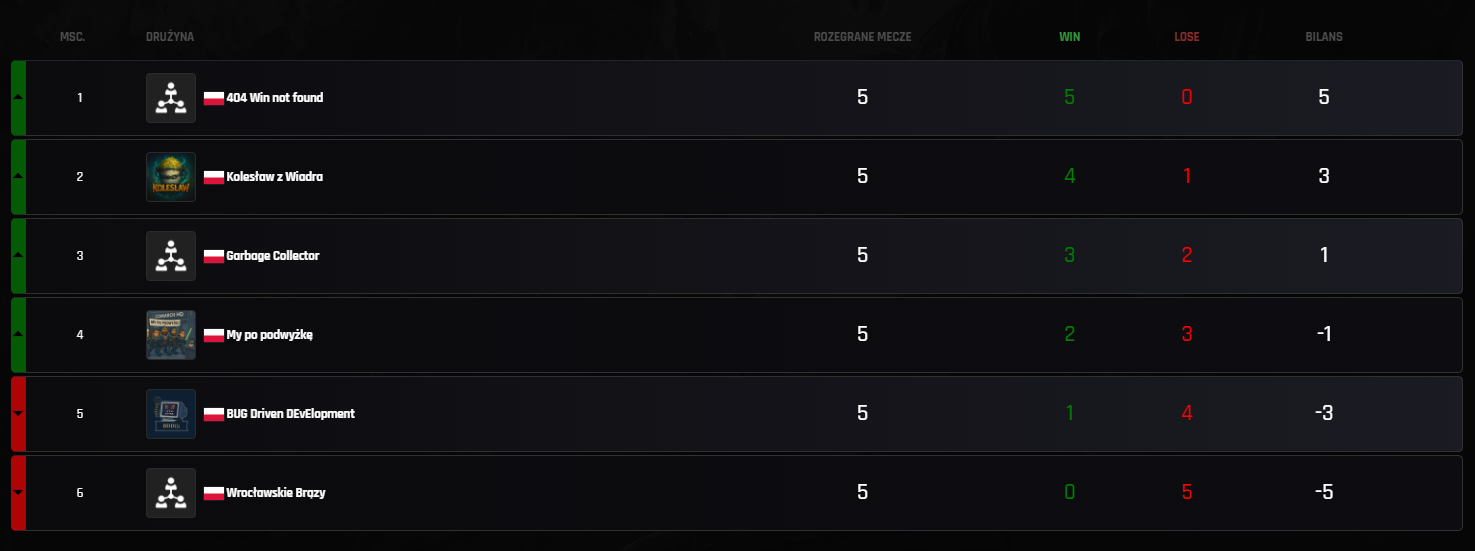 MSC. DRUŻYNA ROZEGRANE MECZE WIN LOSE BILANS
1 404 Win not found 5 5 0 5
2 KOLESLAW Kolesław z Wiadra 5 4 1 3
3 Garbage Collector 5 3 2 1
4 My po podwyżkę 5 2 3 -1
5 BUG Driven DEvElopment 5 1 4 -3
6 Wrocławskie Brązy 5 0 5 -5